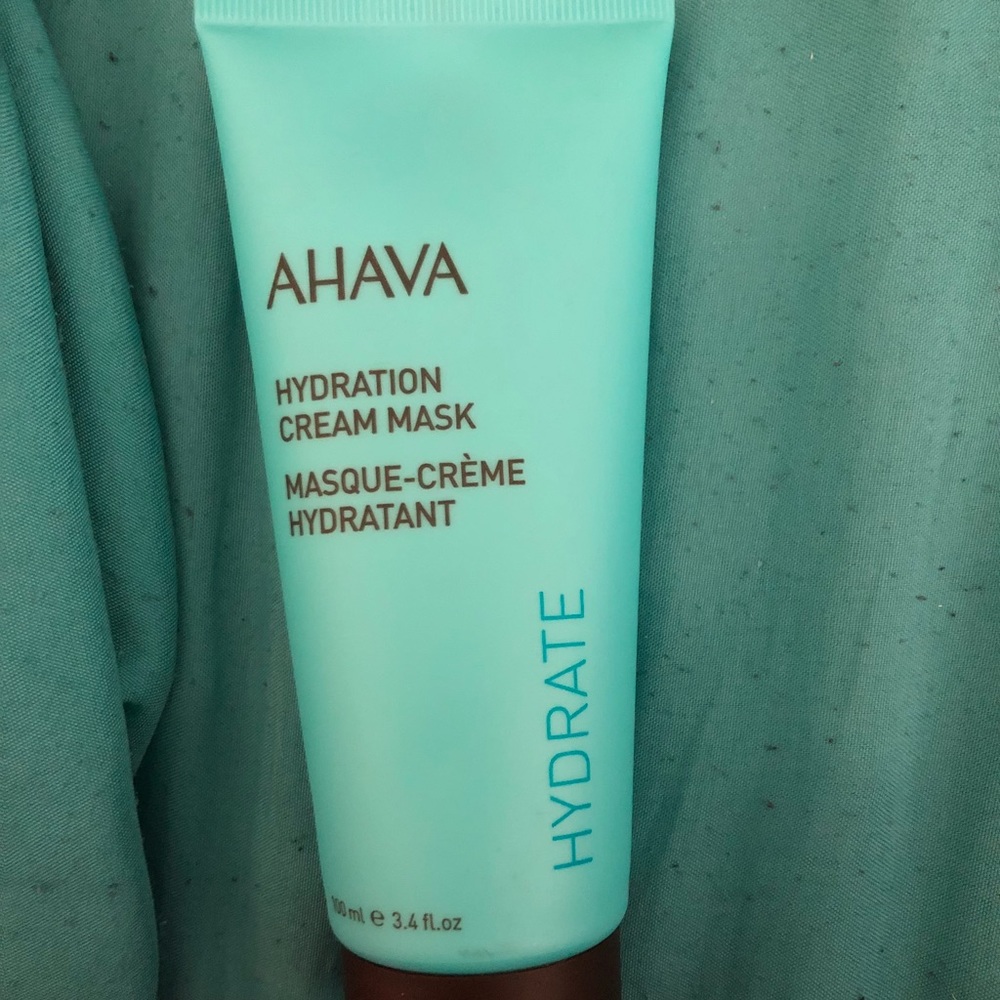 AHAVA
HYDRATION
CREAM MASK
MASQUE-CRÈME
HYDRATANT
HYDRATE
100 ml e 3.4 fl.oz